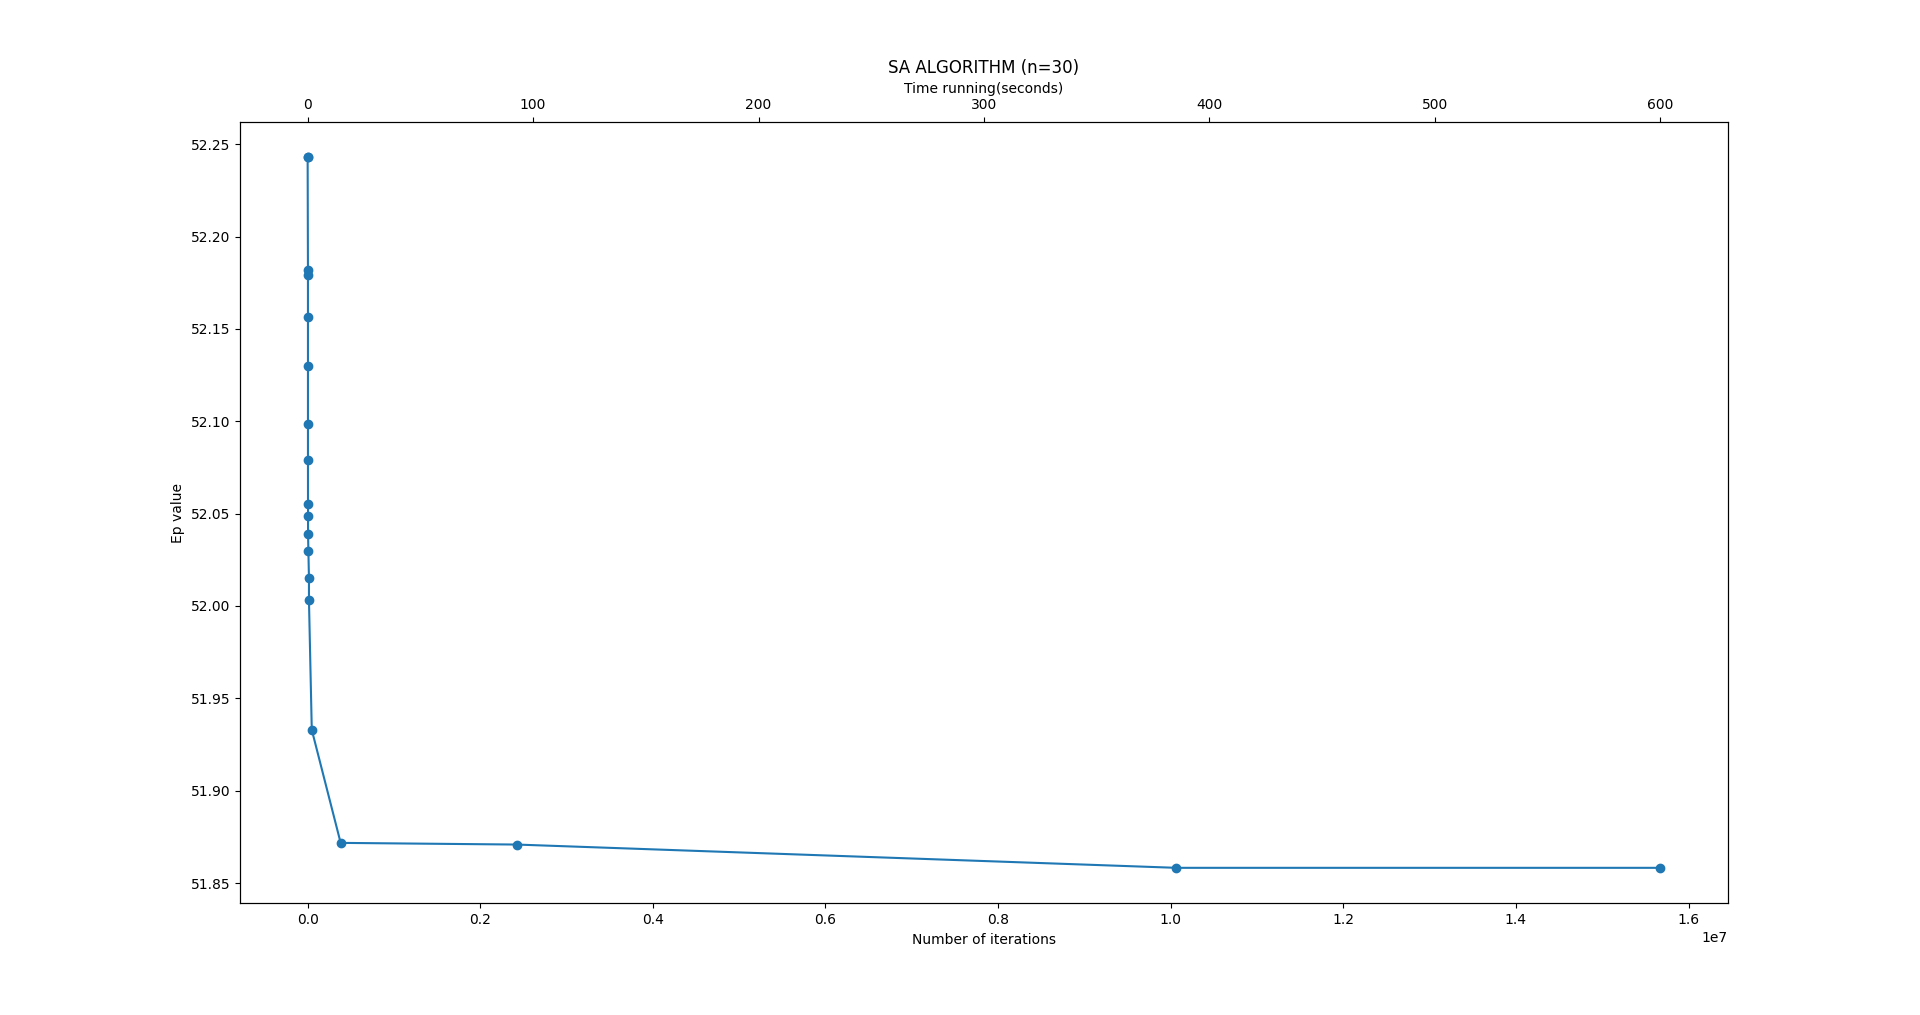 SA ALGORITHM (n=30)
Time running(seconds)
0 100 200 300 400 500 600
52.25
52.20
52.15
52.10
52.05
52.00
51.95
51.90
51.85
Ep value
0.0 0.2 0.4 0.6 0.8 1.0 1.2 1.4 1.6
1e7
Number of iterations